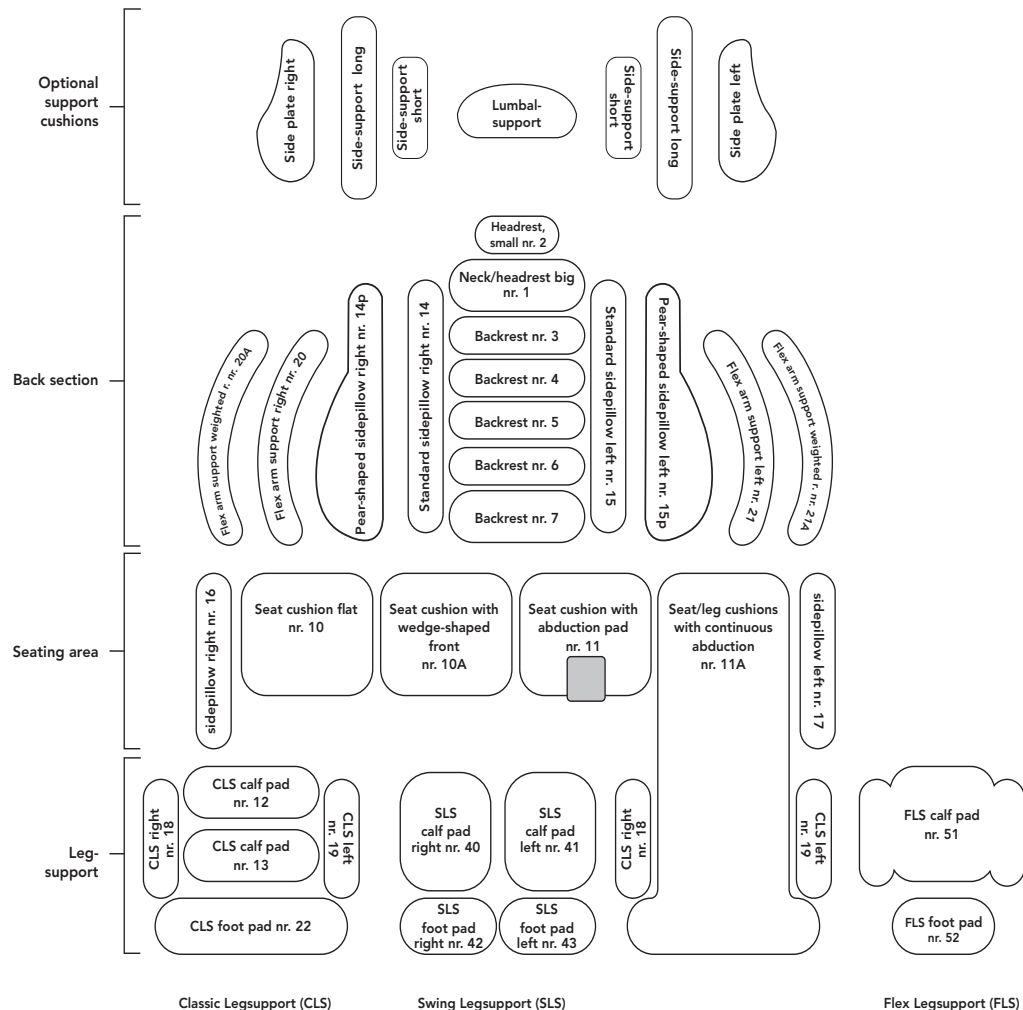 Optional
support
cushions
Side plate right
Side-support long
Side-support
short
Lumbal-
support
Side-support
short
Side-support long
Side plate left
Back section
Headrest,
small nr. 2
Neck/headrest big
nr. 1
Backrest nr. 3
Backrest nr. 4
Backrest nr. 5
Backrest nr. 6
Backrest nr. 7
Flex arm support weighted r. nr. 20A
Flex arm support right nr. 20
Pear-shaped sidepillow right nr. 14p
Standard sidepillow right nr. 14
Standard sidepillow left nr. 15
Pear-shaped sidepillow left nr. 15p
Flex arm support left nr. 21
Flex arm support weighted r. nr. 21A
Seating area
sidepillow right nr. 16
Seat cushion flat
nr. 10
Seat cushion with
wedge-shaped
front
nr. 10A
Seat cushion with
abduction pad
nr. 11
Seat/leg cushions
with continuous
abduction
nr. 11A
sidepillow left nr. 17
Leg-
support
CLS right
nr. 18
CLS calf pad
nr. 12
CLS calf pad
nr. 13
CLS left
nr. 19
CLS foot pad nr. 22
SLS
calf pad
right nr. 40
SLS
calf pad
left nr. 41
SLS
foot pad
right nr. 42
SLS
foot pad
left nr. 43
CLS right
nr. 18
CLS left
nr. 19
FLS calf pad
nr. 51
FLS foot pad
nr. 52
Classic Legsupport (CLS)
Swing Legsupport (SLS)
Flex Legsupport (FLS)